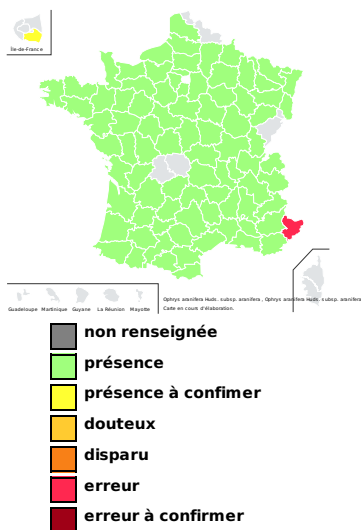 Île-de-France
Guadeloupe Martinique Guyane La Réunion Mayotte
Ophrys aranifera Huds. subsp. aranifera , Ophrys aranifera Huds. subsp. aranifera
Carte en cours d'élaboration.
non renseignée
présence
présence à confimer
douteux
disparu
erreur
erreur à confirmer